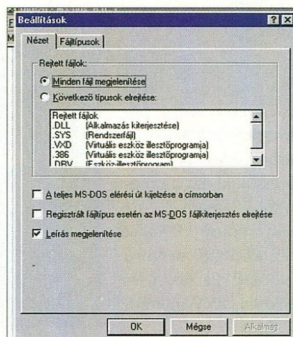 Beállítások
Nézet
Fájltípusok
Rejtett fájlok:
Minden fájl megjelenítése
Következő típusok elrejtése:
Rejtett fájlok
.DLL (Alkalmazás kiterjesztése)
.SYS (Rendszerfájl)
.VXD (Virtuális eszköz illesztőprogramja)
.386 (Virtuális eszköz illesztőprogramja)
.DRV (Eszköz-illesztőprogram)
A teljes MS-DOS elérési út kijelzése a címsorban
Regisztrált fájltípus esetén az MS-DOS fájlkiterjesztés elrejtése
Leírás megjelenítése
OK
Mégse
Alkalmaz